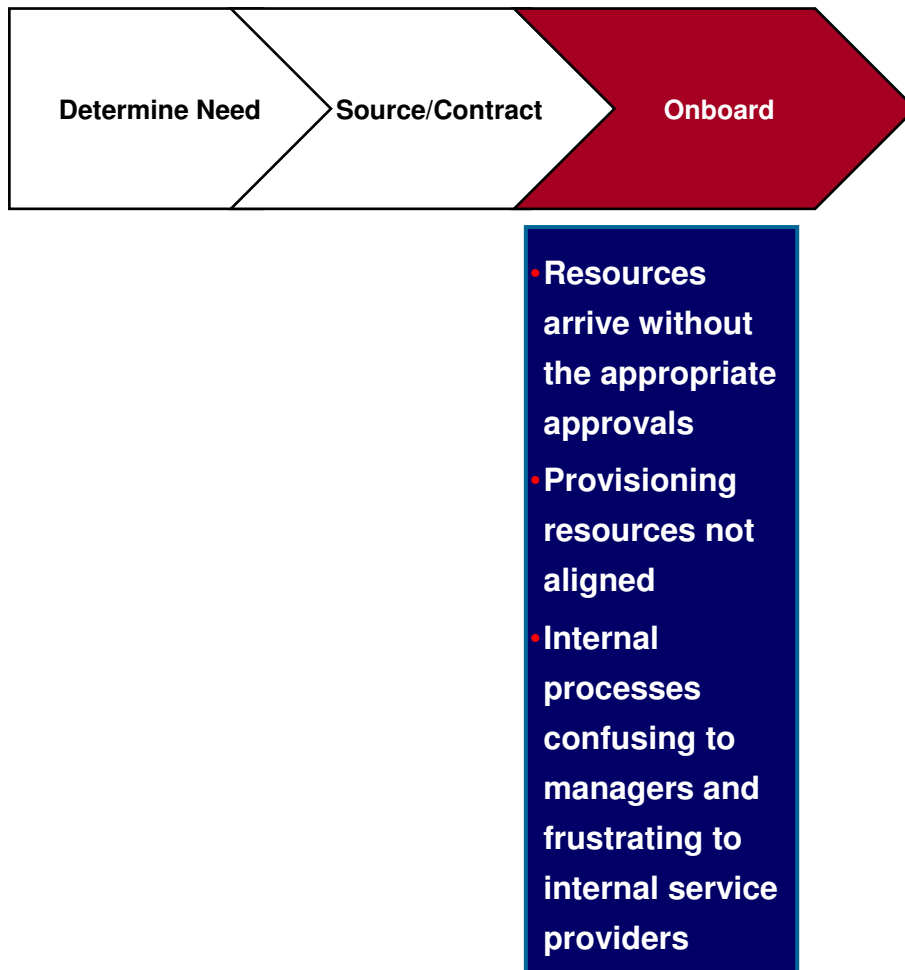 Determine Need
Source/Contract
Onboard
•Resources
arrive without
the appropriate
approvals
•Provisioning
resources not
aligned
•Internal
processes
confusing to
managers and
frustrating to
internal service
providers